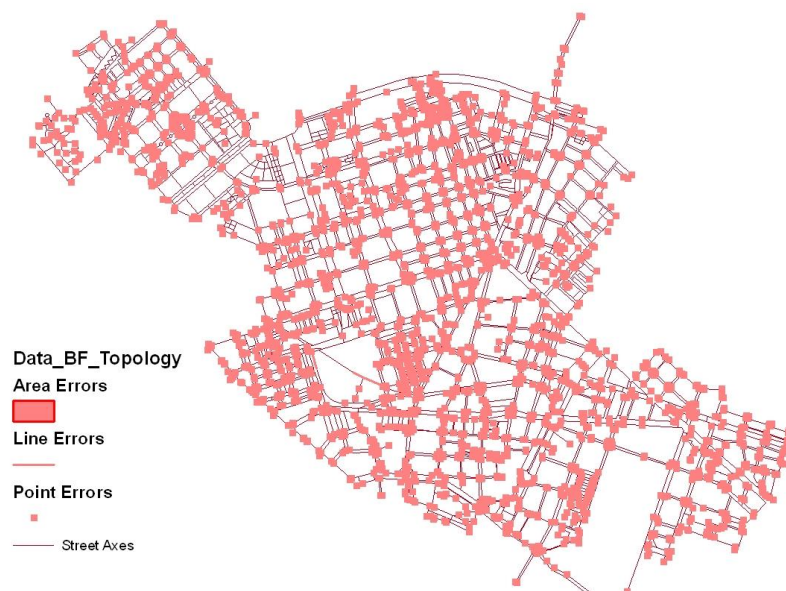 Data_BF_Topology
Area Errors
Line Errors
Point Errors
Street Axes